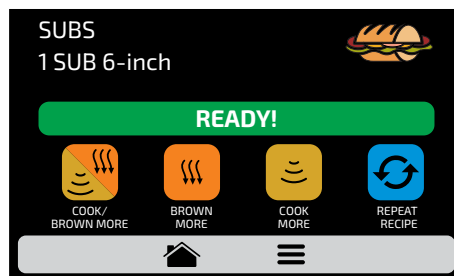 SUBS
1 SUB 6-inch
READY!
COOK/
BROWN MORE
BROWN
MORE
COOK
MORE
REPEAT
RECIPE